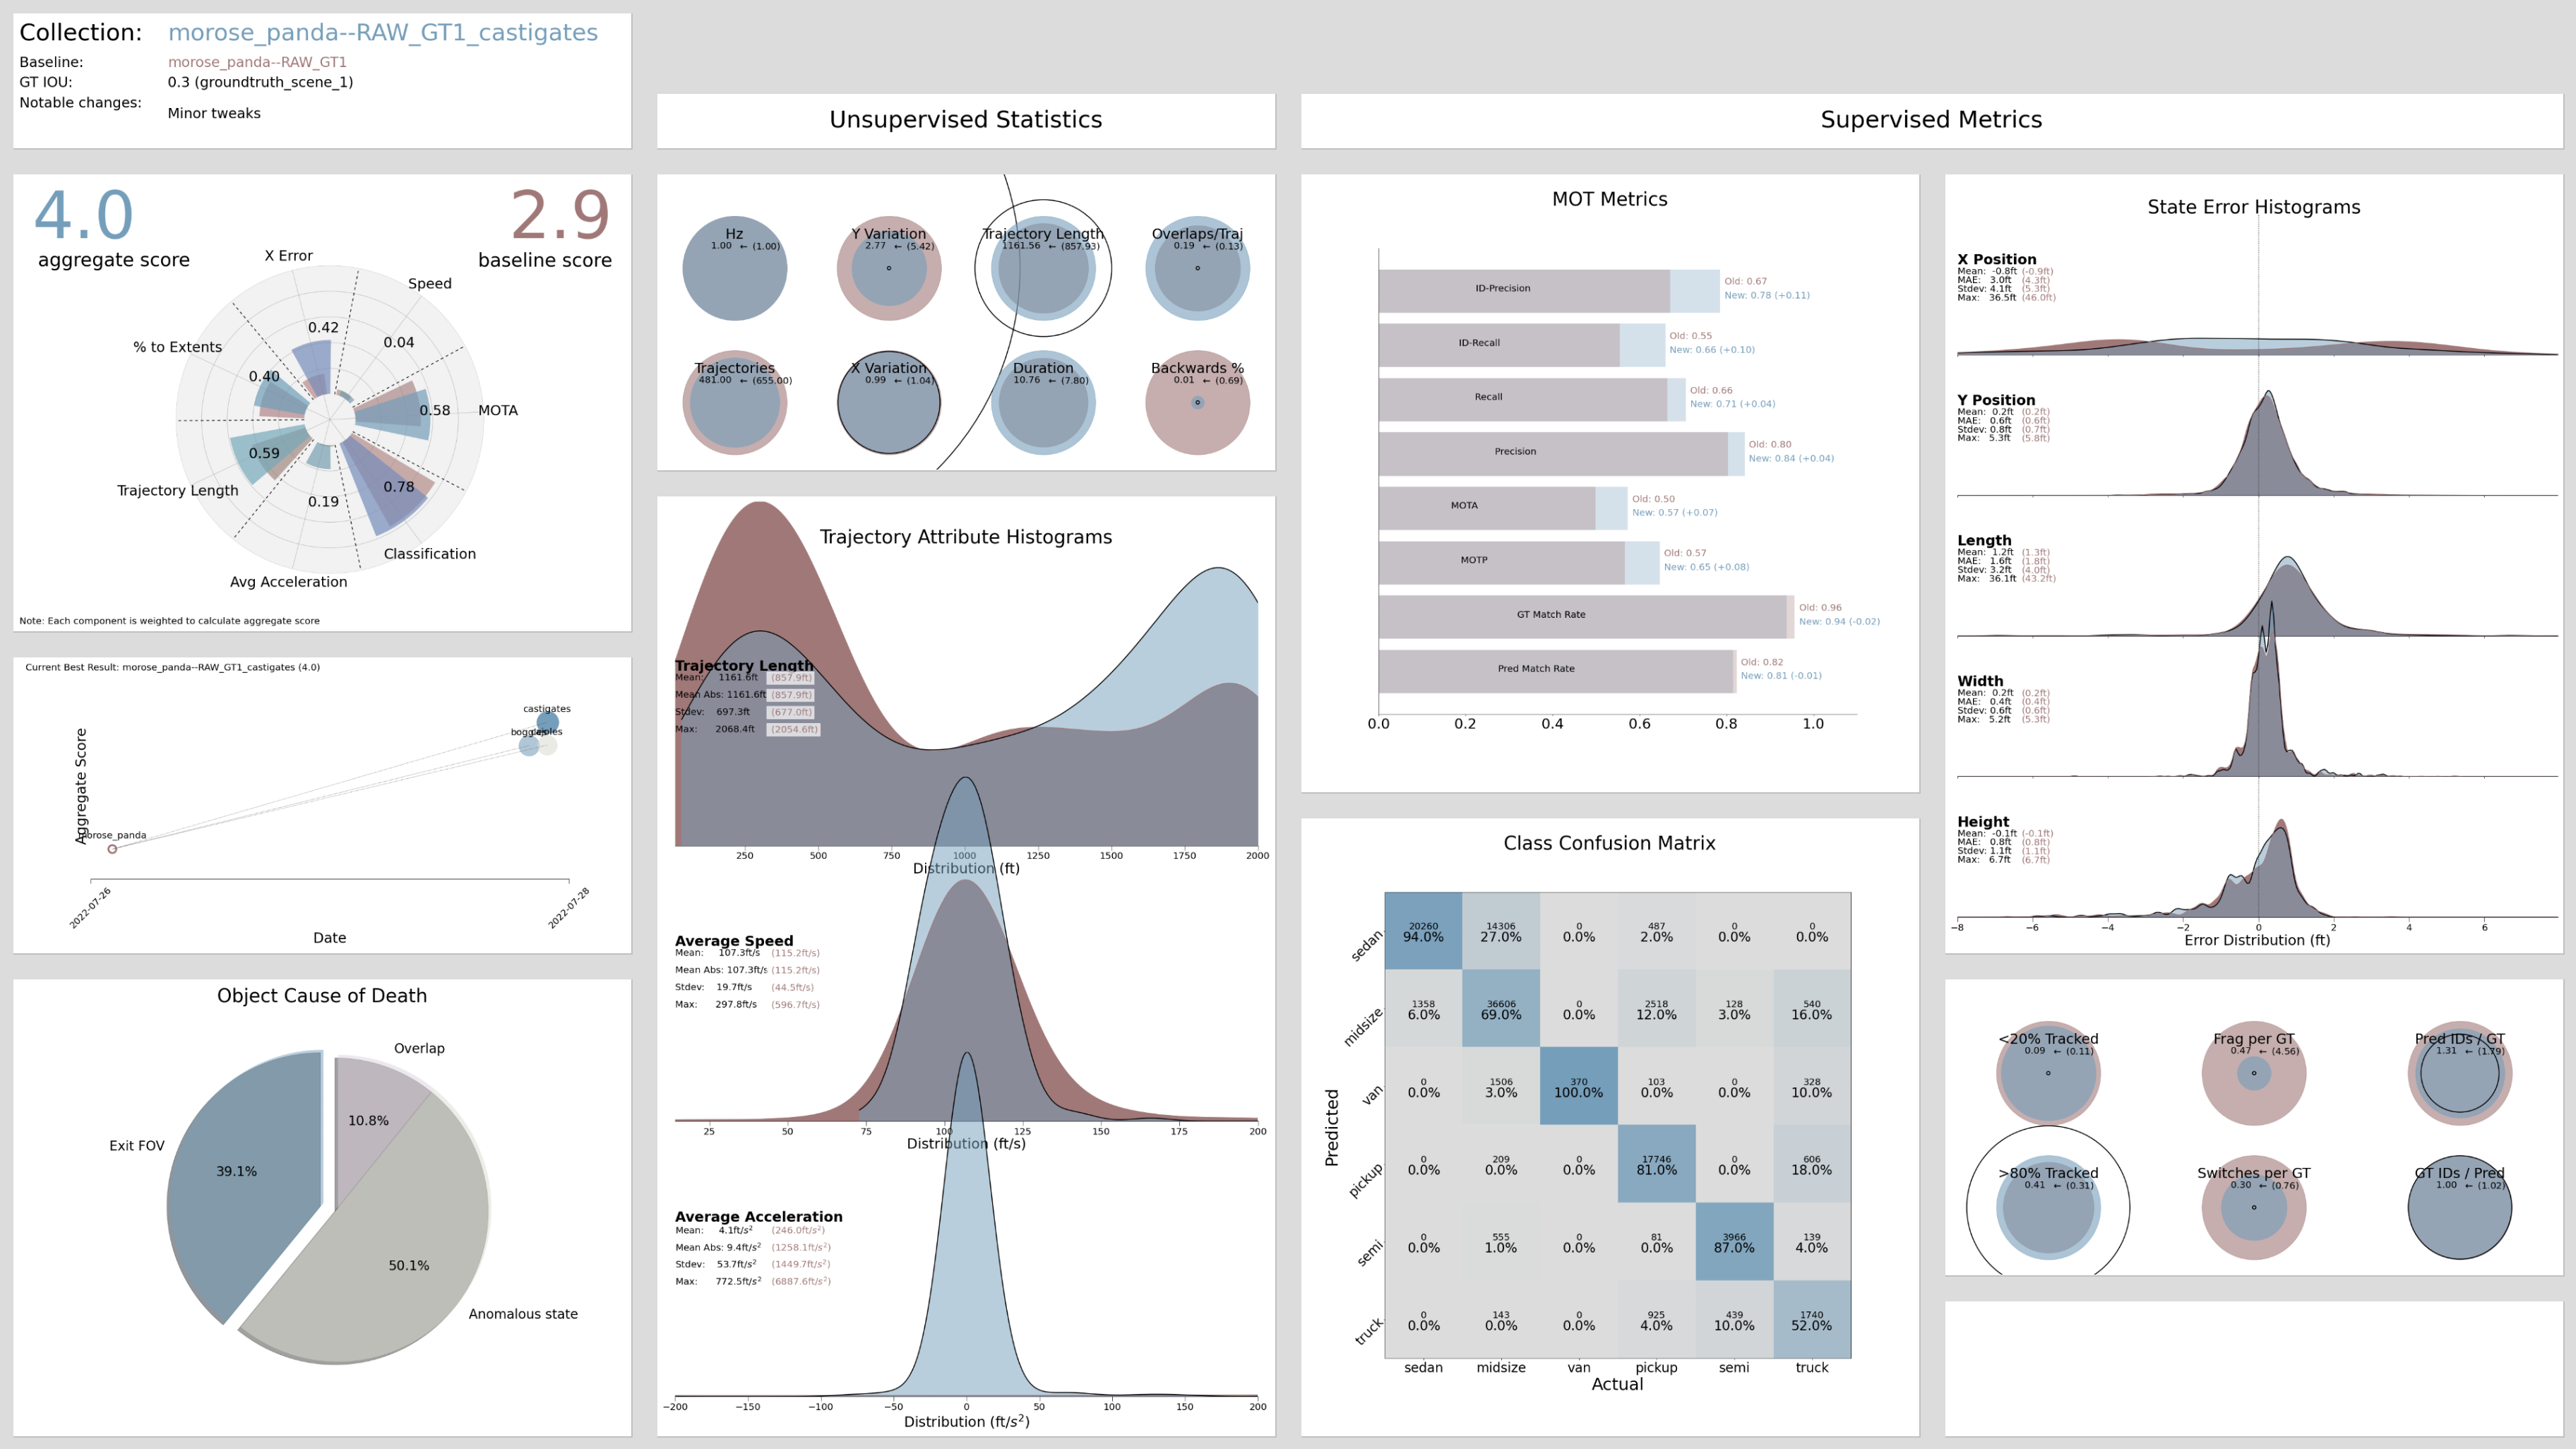 Collection: morose_panda--RAW_GT1_castigates
Baseline: morose_panda--RAW_GT1
GT IOU: 0.3 (groundtruth_scene_1)
Notable changes:
Minor tweaks
4.0
aggregate score
2.9
baseline score
X Error
Speed
% to Extents
MOTA
Trajectory Length
Classification
Avg Acceleration
0.42
0.04
0.40
0.58
0.59
0.78
0.19
Note: Each component is weighted to calculate aggregate score
Current Best Result: morose_panda--RAW_GT1_castigates (4.0)
castigates
morose_panda
Aggregate Score
2022-07-26
2022-07-28
Date
Object Cause of Death
Overlap
10.8%
Exit FOV
39.1%
50.1%
Anomalous state
Unsupervised Statistics
Hz
1.00 ← (1.00)
Y Variation
2.77 ← (5.42)
Trajectory Length
1161.56 ← (857.93)
Overlaps/Traj
0.19 ← (0.13)
Trajectories
481.00 ← (655.00)
X Variation
0.99 ← (1.04)
Duration
10.76 ← (7.80)
Backwards %
0.01 ← (0.69)
Trajectory Attribute Histograms
Trajectory Length
Mean: 1161.6ft (857.9ft)
Mean Abs: 1161.6ft (857.9ft)
Stdev: 697.3ft (677.0ft)
Max: 2068.4ft (2054.6ft)
250 500 750 1000 1250 1500 1750 2000
Distribution (ft)
Average Speed
Mean: 107.3ft/s (115.2ft/s)
Mean Abs: 107.3ft/s (115.2ft/s)
Stdev: 19.7ft/s (44.5ft/s)
Max: 297.8ft/s (596.7ft/s)
25 50 75 100 125 150 175 200
Distribution (ft/s)
Average Acceleration
Mean: 4.1ft/s² (246.0ft/s²)
Mean Abs: 9.4ft/s² (1258.1ft/s²)
Stdev: 53.7ft/s² (1449.7ft/s²)
Max: 772.5ft/s² (6887.6ft/s²)
−200 −150 −100 −50 0 50 100 150 200
Distribution (ft/s²)
Supervised Metrics
MOT Metrics
ID-Precision
Old: 0.67
New: 0.78 (+0.11)
ID-Recall
Old: 0.55
New: 0.66 (+0.10)
Recall
Old: 0.66
New: 0.71 (+0.04)
Precision
Old: 0.80
New: 0.84 (+0.04)
MOTA
Old: 0.50
New: 0.57 (+0.07)
MOTP
Old: 0.57
New: 0.65 (+0.08)
GT Match Rate
Old: 0.96
New: 0.94 (-0.02)
Pred Match Rate
Old: 0.82
New: 0.81 (-0.01)
0.0 0.2 0.4 0.6 0.8 1.0
Class Confusion Matrix
Predicted
sedan
20260 14306 0 487 0 0
94.0% 27.0% 0.0% 2.0% 0.0% 0.0%
midsize
1358 36606 0 2518 128 540
6.0% 69.0% 0.0% 12.0% 3.0% 16.0%
van
0 1506 370 103 0 328
0.0% 3.0% 100.0% 0.0% 0.0% 10.0%
pickup
0 209 0 17746 0 606
0.0% 0.0% 0.0% 81.0% 0.0% 18.0%
semi
0 555 0 81 3966 139
0.0% 1.0% 0.0% 0.0% 87.0% 4.0%
truck
0 143 0 925 439 1740
0.0% 0.0% 0.0% 4.0% 10.0% 52.0%
sedan midsize van pickup semi truck
Actual
State Error Histograms
X Position
Mean: -0.8ft (-0.9ft)
MAE: 3.0ft (4.3ft)
Stdev: 4.1ft (5.3ft)
Max: 36.5ft (46.0ft)
Y Position
Mean: 0.2ft (0.2ft)
MAE: 0.6ft (0.6ft)
Stdev: 0.8ft (0.7ft)
Max: 5.3ft (5.8ft)
Length
Mean: 1.2ft (1.3ft)
MAE: 1.6ft (1.8ft)
Stdev: 3.2ft (4.0ft)
Max: 36.1ft (43.2ft)
Width
Mean: 0.2ft (0.2ft)
MAE: 0.4ft (0.4ft)
Stdev: 0.6ft (0.6ft)
Max: 5.2ft (5.3ft)
Height
Mean: -0.1ft (-0.1ft)
MAE: 0.8ft (0.8ft)
Stdev: 1.1ft (1.1ft)
Max: 6.7ft (6.7ft)
−8 −6 −4 −2 0 2 4 6
Error Distribution (ft)
<20% Tracked
0.09 ← (0.11)
Frag per GT
0.47 ← (4.56)
Pred IDs / GT
1.31 ← (1.79)
>80% Tracked
0.41 ← (0.31)
Switches per GT
0.30 ← (0.76)
GT IDs / Pred
1.00 ← (1.02)